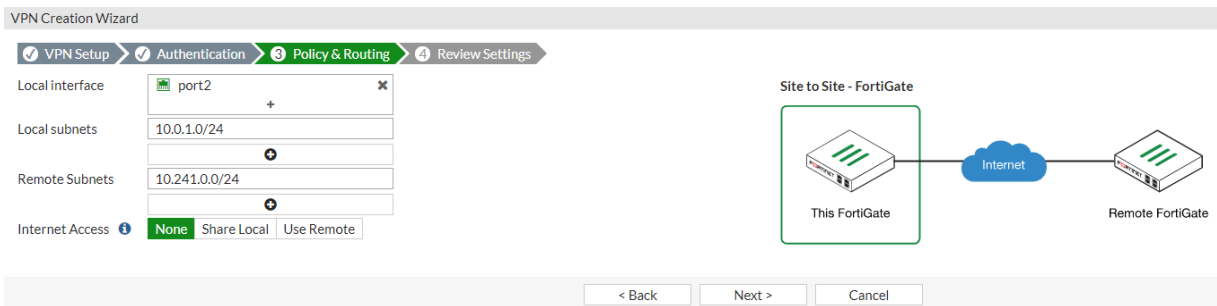 VPN Creation Wizard
VPN Setup
Authentication
3 Policy & Routing
4 Review Settings
Local interface
port2
Local subnets
10.0.1.0/24
Remote Subnets
10.241.0.0/24
Internet Access
None Share Local Use Remote
Site to Site - FortiGate
Internet
This FortiGate
Remote FortiGate
< Back
Next >
Cancel